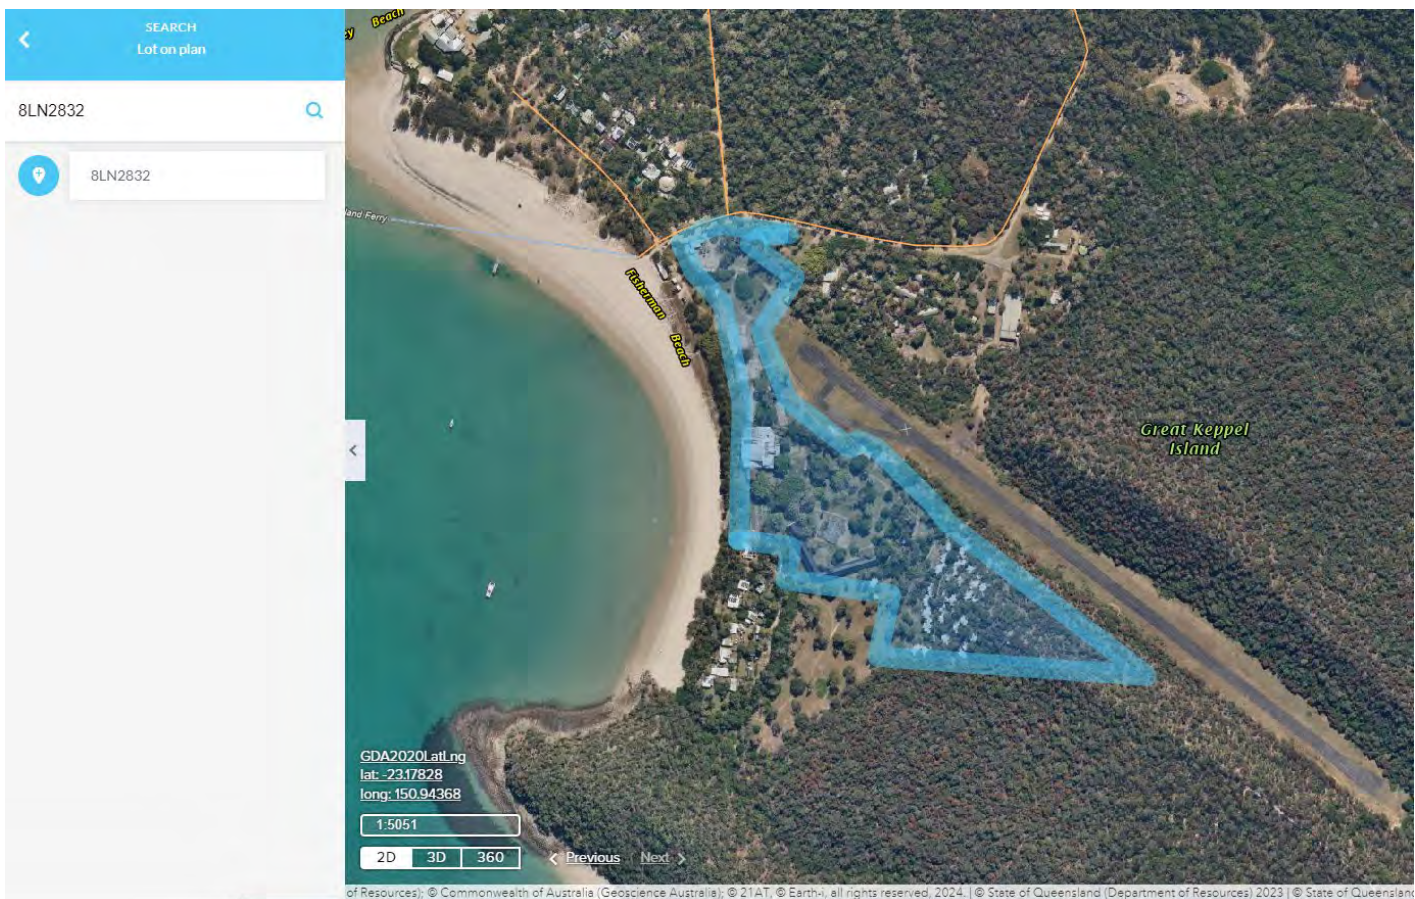 SEARCH
Lot on plan
8LN2832
8LN2832
Beach
land Ferry
Fisherman
Beach
Great Keppel
Island
GDA2020LatLng
lat: -23.17828
long: 150.94368
1:5051
2D 3D 360
Previous Next
of Resources); © Commonwealth of Australia (Geoscience Australia); © 21AT, © Earth-i, all rights reserved, 2024. | © State of Queensland (Department of Resources) 2023 | © State of Queensland